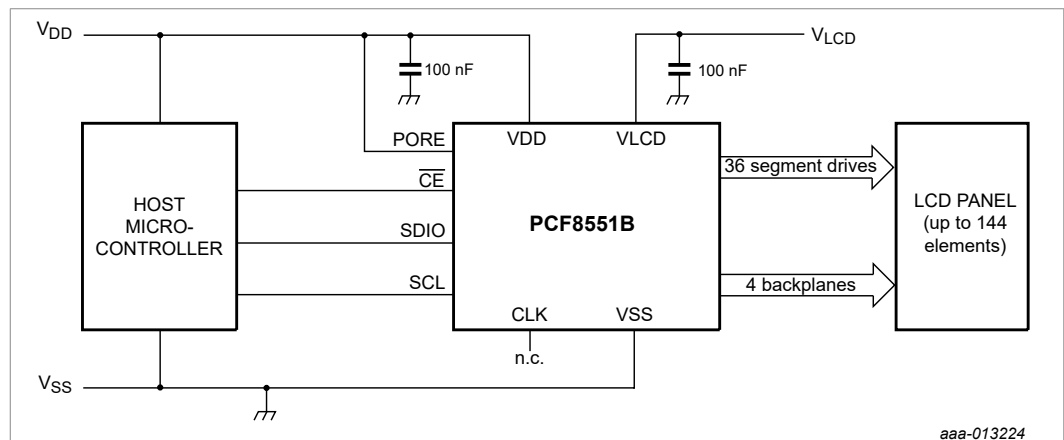 VDD
VLCD
100 nF
100 nF
PORE
VDD
VLCD
CE
36 segment drives
HOST
MICRO-
CONTROLLER
SDIO
PCF8551B
LCD PANEL
(up to 144
elements)
SCL
4 backplanes
CLK
VSS
n.c.
VSS
aaa-013224